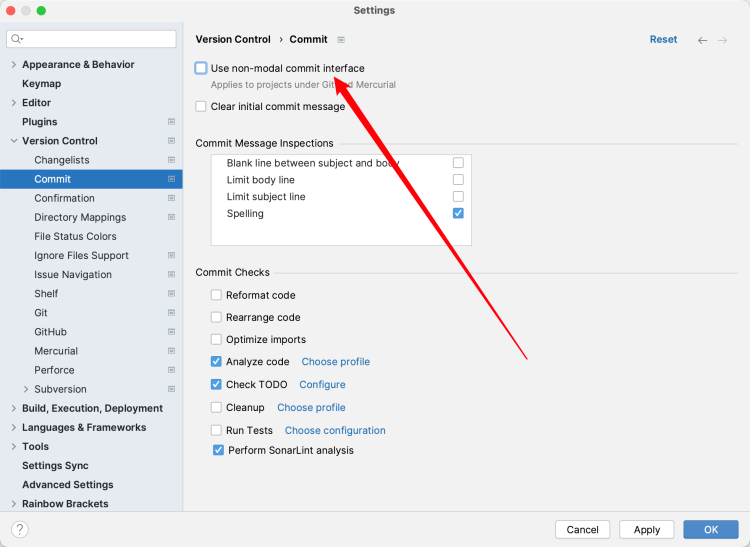 Settings
Version Control › Commit
Reset
Use non-modal commit interface
Applies to projects under Git and Mercurial
Clear initial commit message
Commit Message Inspections
Blank line between subject and body
Limit body line
Limit subject line
Spelling
Commit Checks
Reformat code
Rearrange code
Optimize imports
Analyze code Choose profile
Check TODO Configure
Cleanup Choose profile
Run Tests Choose configuration
Perform SonarLint analysis
Appearance & Behavior
Keymap
Editor
Plugins
Version Control
Changelists
Commit
Confirmation
Directory Mappings
File Status Colors
Ignore Files Support
Issue Navigation
Shelf
Git
GitHub
Mercurial
Perforce
Subversion
Build, Execution, Deployment
Languages & Frameworks
Tools
Settings Sync
Advanced Settings
Rainbow Brackets
?
Cancel
Apply
OK